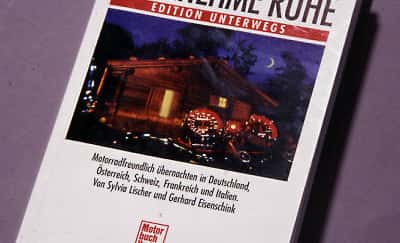 RUHE
EDITION UNTERWEGS
Motorradfreundlich übernachten in Deutschland,
Österreich, Schweiz, Frankreich und Italien.
Von Sylvia Lischer und Gerhard Eisenschink
Motor
buch